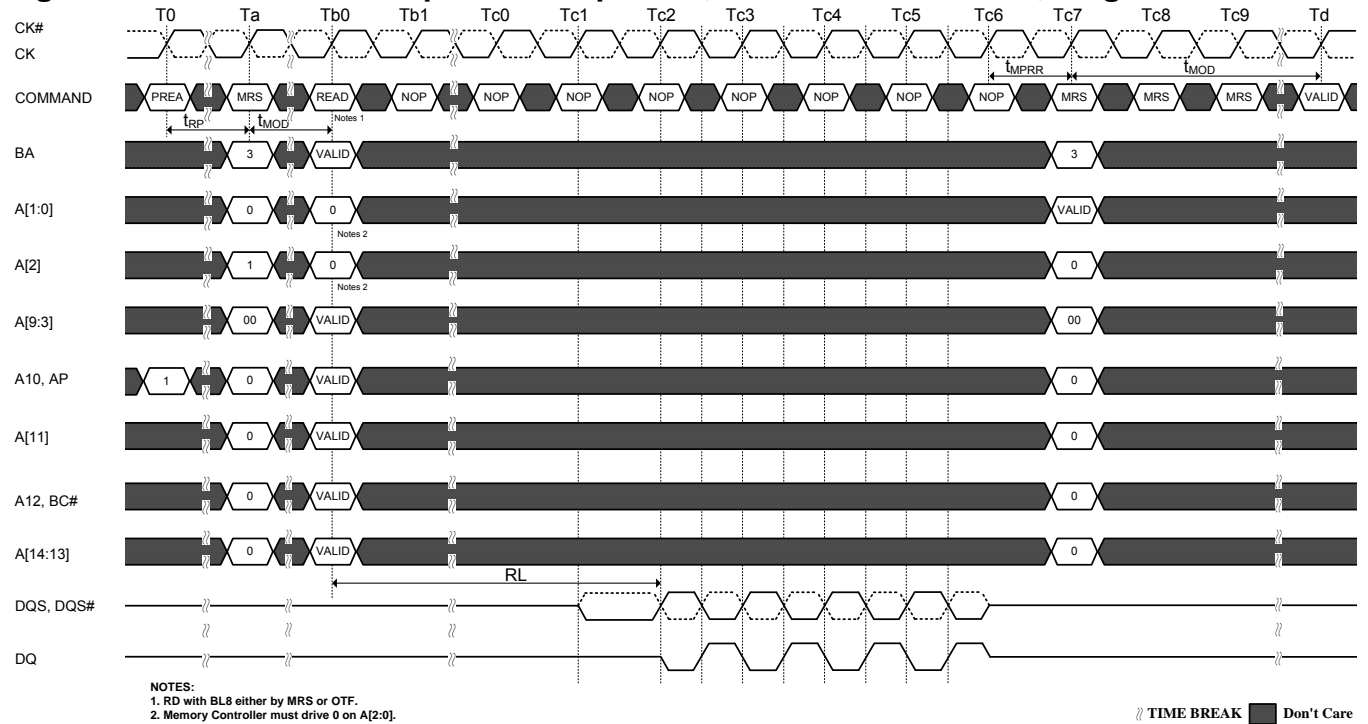 T0 Ta Tb0 Tb1 Tc0 Tc1 Tc2 Tc3 Tc4 Tc5 Tc6 Tc7 Tc8 Tc9 Td
CK#
CK
tMPRR tMOD
COMMAND PREA MRS READ NOP NOP NOP NOP NOP NOP NOP NOP MRS MRS MRS VALID
Notes 1
tRP tMOD
BA 3 VALID 3
A[1:0] 0 0 VALID
Notes 2
A[2] 1 0 0
Notes 2
A[9:3] 00 VALID 00
A10, AP 1 0 VALID 0
A[11] 0 VALID 0
A12, BC# 0 VALID 0
A[14:13] 0 VALID 0
RL
DQS, DQS#
DQ
NOTES:
1. RD with BL8 either by MRS or OTF.
2. Memory Controller must drive 0 on A[2:0].
TIME BREAK Don't Care